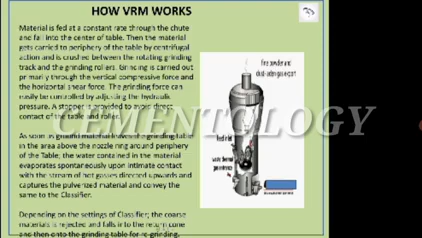 HOW VRM WORKS
Material is fed at a constant rate through the chute
and fall into the center of table. Then the material
gets carried to periphery of the table by centrifugal
action and is crushed between the rotating grinding
track and the grinding rollers. Grinding is carried out
primarily through the vertical compressive force and
the horizontal shear force. The grinding force can
easily be controlled by adjusting the hydraulic
pressure. A stopper is provided to avoid direct
contact of the table and roller.
As soon as ground material leaves the grinding table
in the area above the nozzle ring around periphery
of the Table; the water contained in the material
evaporates spontaneously upon intimate contact
with the stream of hot gasses directed upwards and
captures the pulverized material and convey the
same to the Classifier.
Depending on the settings of Classifier; the coarse
materials is rejected and falls into the return cone
and then onto the grinding table for re-grinding.
Fine powder and
Feed inlet
CEMENTOLOGY